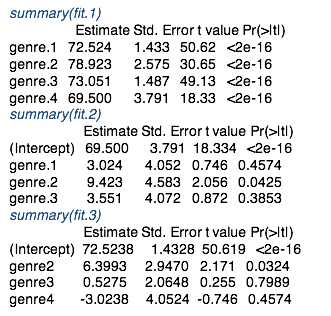 summary(fit.1)
Estimate Std. Error t value Pr(>|t|)
genre.1 72.524 1.433 50.62 <2e-16
genre.2 78.923 2.575 30.65 <2e-16
genre.3 73.051 1.487 49.13 <2e-16
genre.4 69.500 3.791 18.33 <2e-16
summary(fit.2)
Estimate Std. Error t value Pr(>|t|)
(Intercept) 69.500 3.791 18.334 <2e-16
genre.1 3.024 4.052 0.746 0.4574
genre.2 9.423 4.583 2.056 0.0425
genre.3 3.551 4.072 0.872 0.3853
summary(fit.3)
Estimate Std. Error t value Pr(>|t|)
(Intercept) 72.5238 1.4328 50.619 <2e-16
genre2 6.3993 2.9470 2.171 0.0324
genre3 0.5275 2.0648 0.255 0.7989
genre4 -3.0238 4.0524 -0.746 0.4574